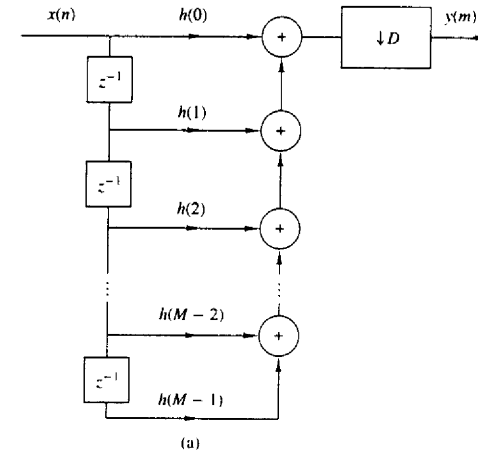 x(n) h(0) y(m)
+ ↓D
z⁻¹
h(1)
+
z⁻¹
h(2)
+
h(M − 2)
+
z⁻¹
h(M − 1)
(a)